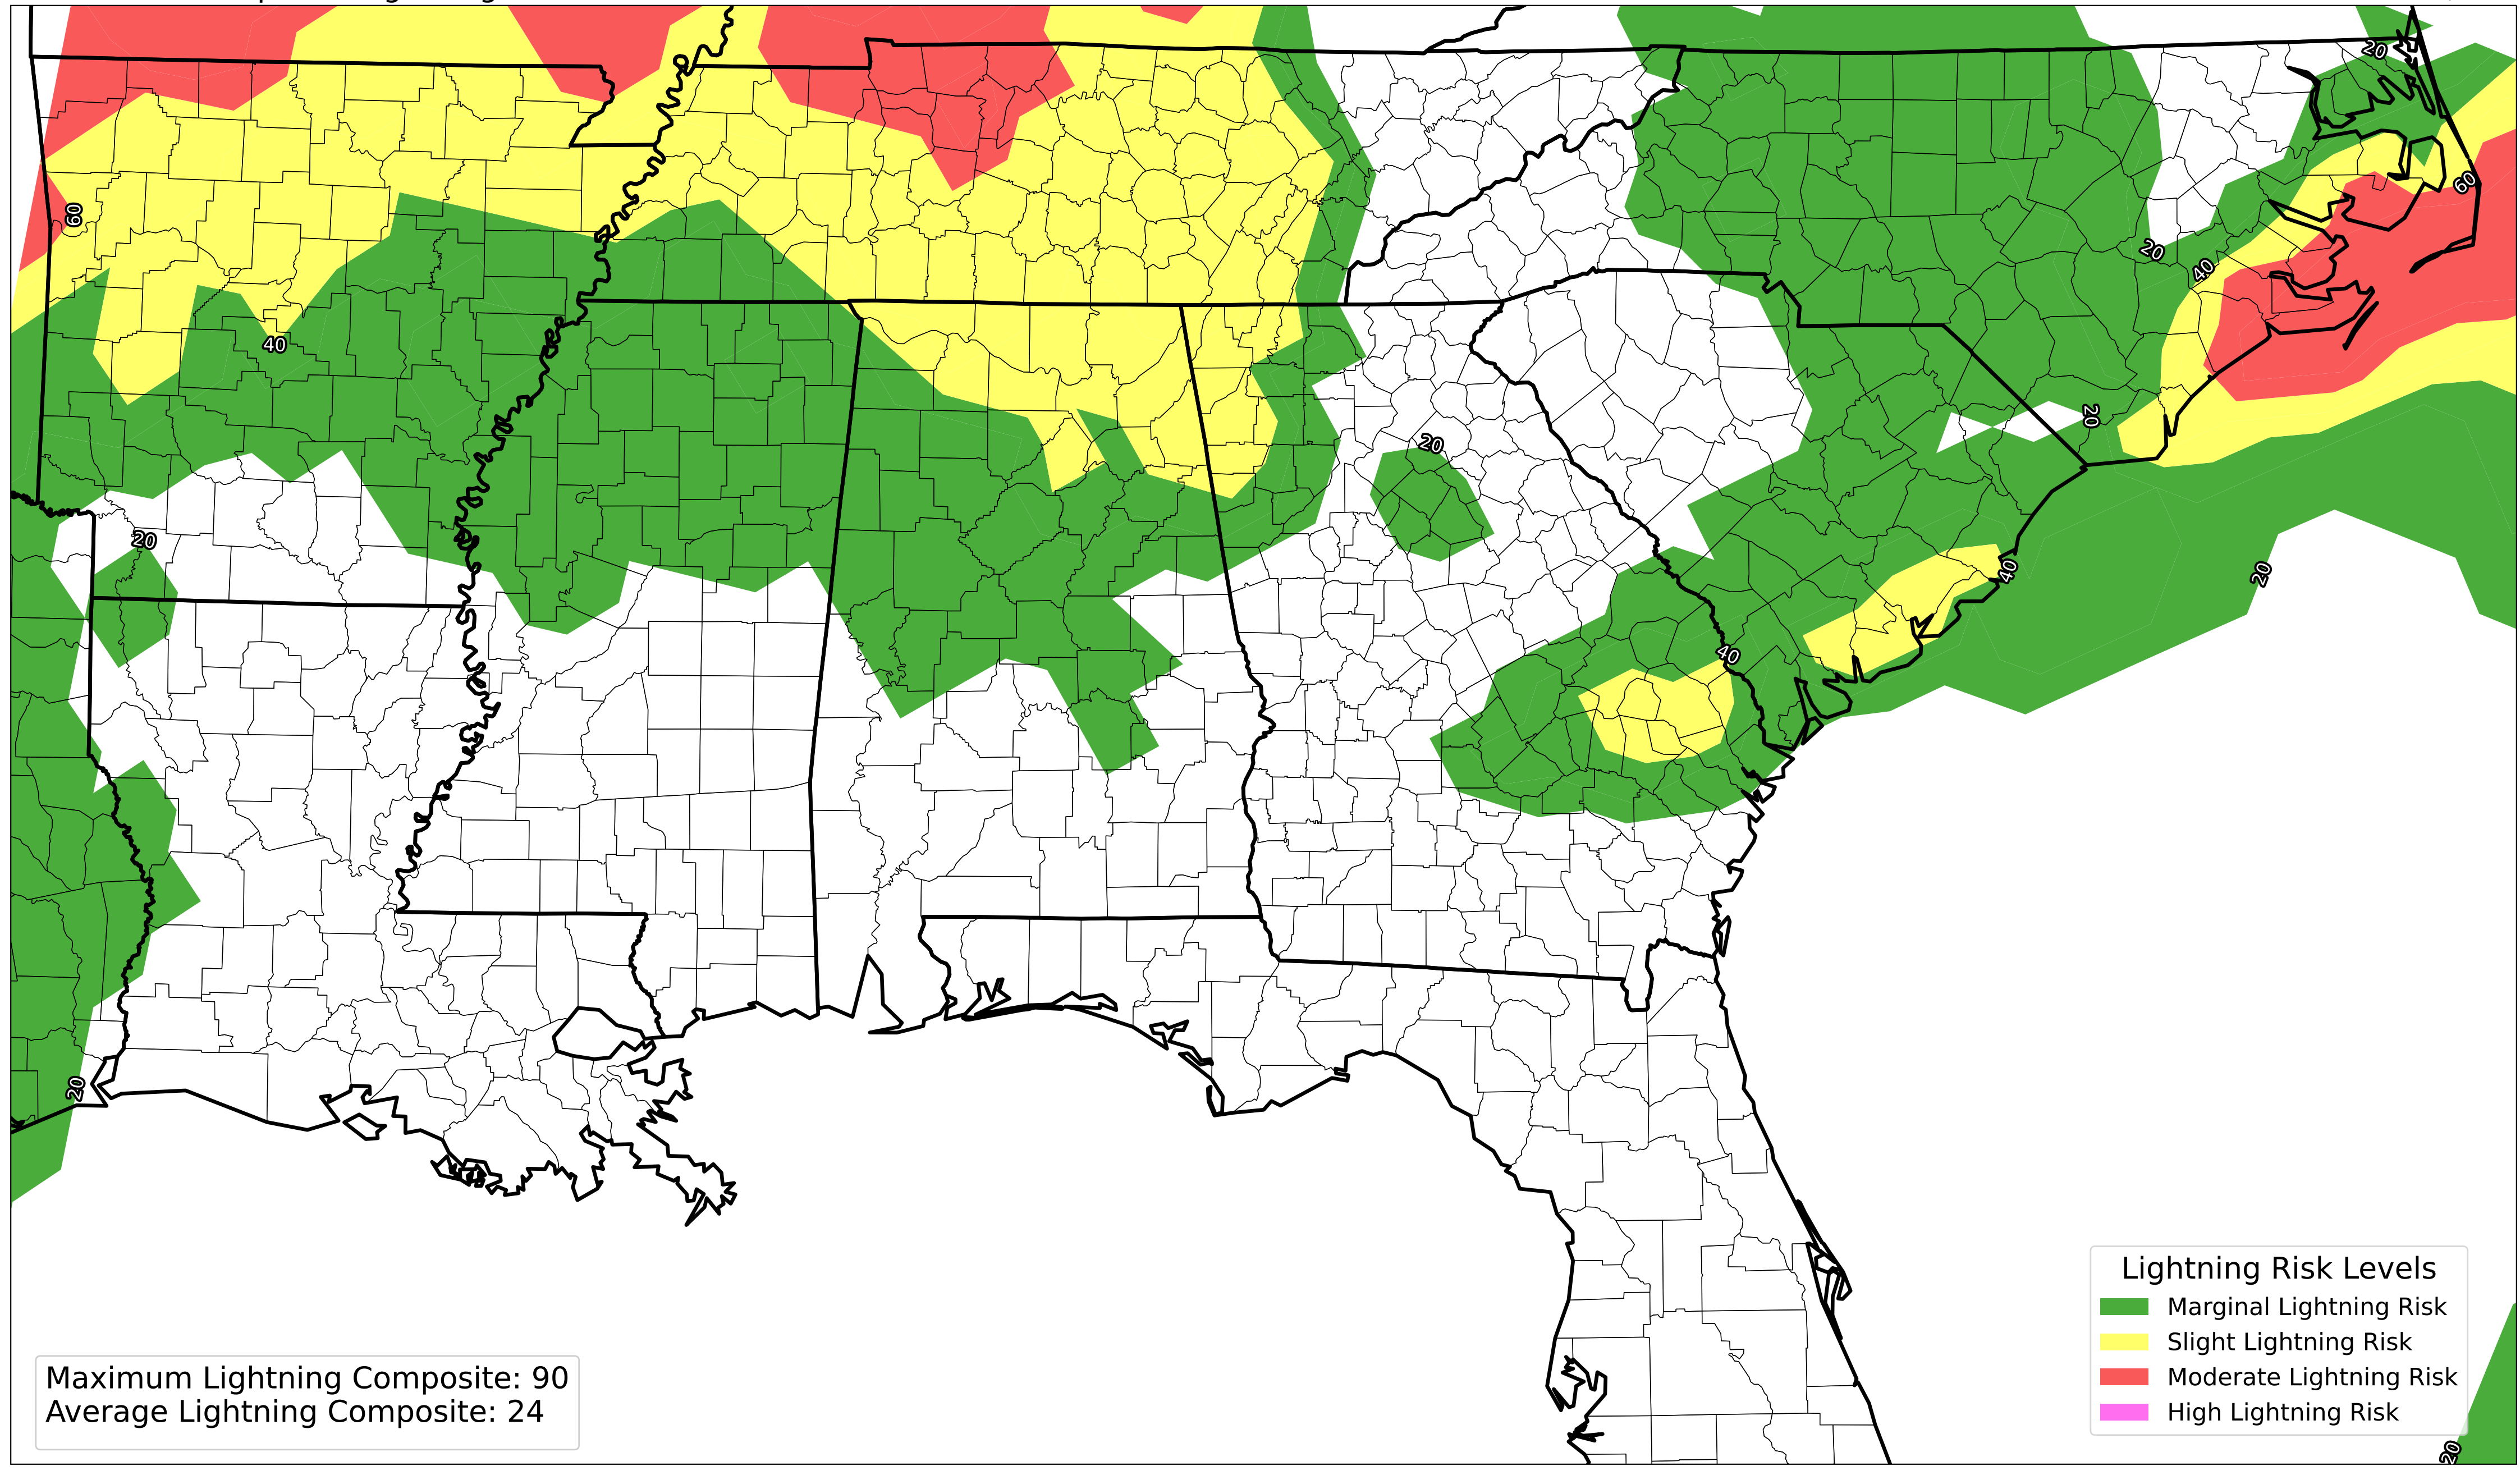 20
60
60
20
40
40
20
20
20
20
40
20
40
20
Lightning Risk Levels
Marginal Lightning Risk
Slight Lightning Risk
Moderate Lightning Risk
High Lightning Risk
Maximum Lightning Composite: 90
Average Lightning Composite: 24
20